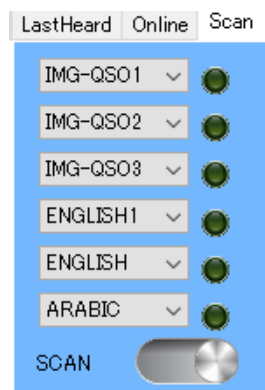 LastHeard Online Scan
IMG-QSO1
IMG-QSO2
IMG-QSO3
ENGLISH1
ENGLISH
ARABIC
SCAN